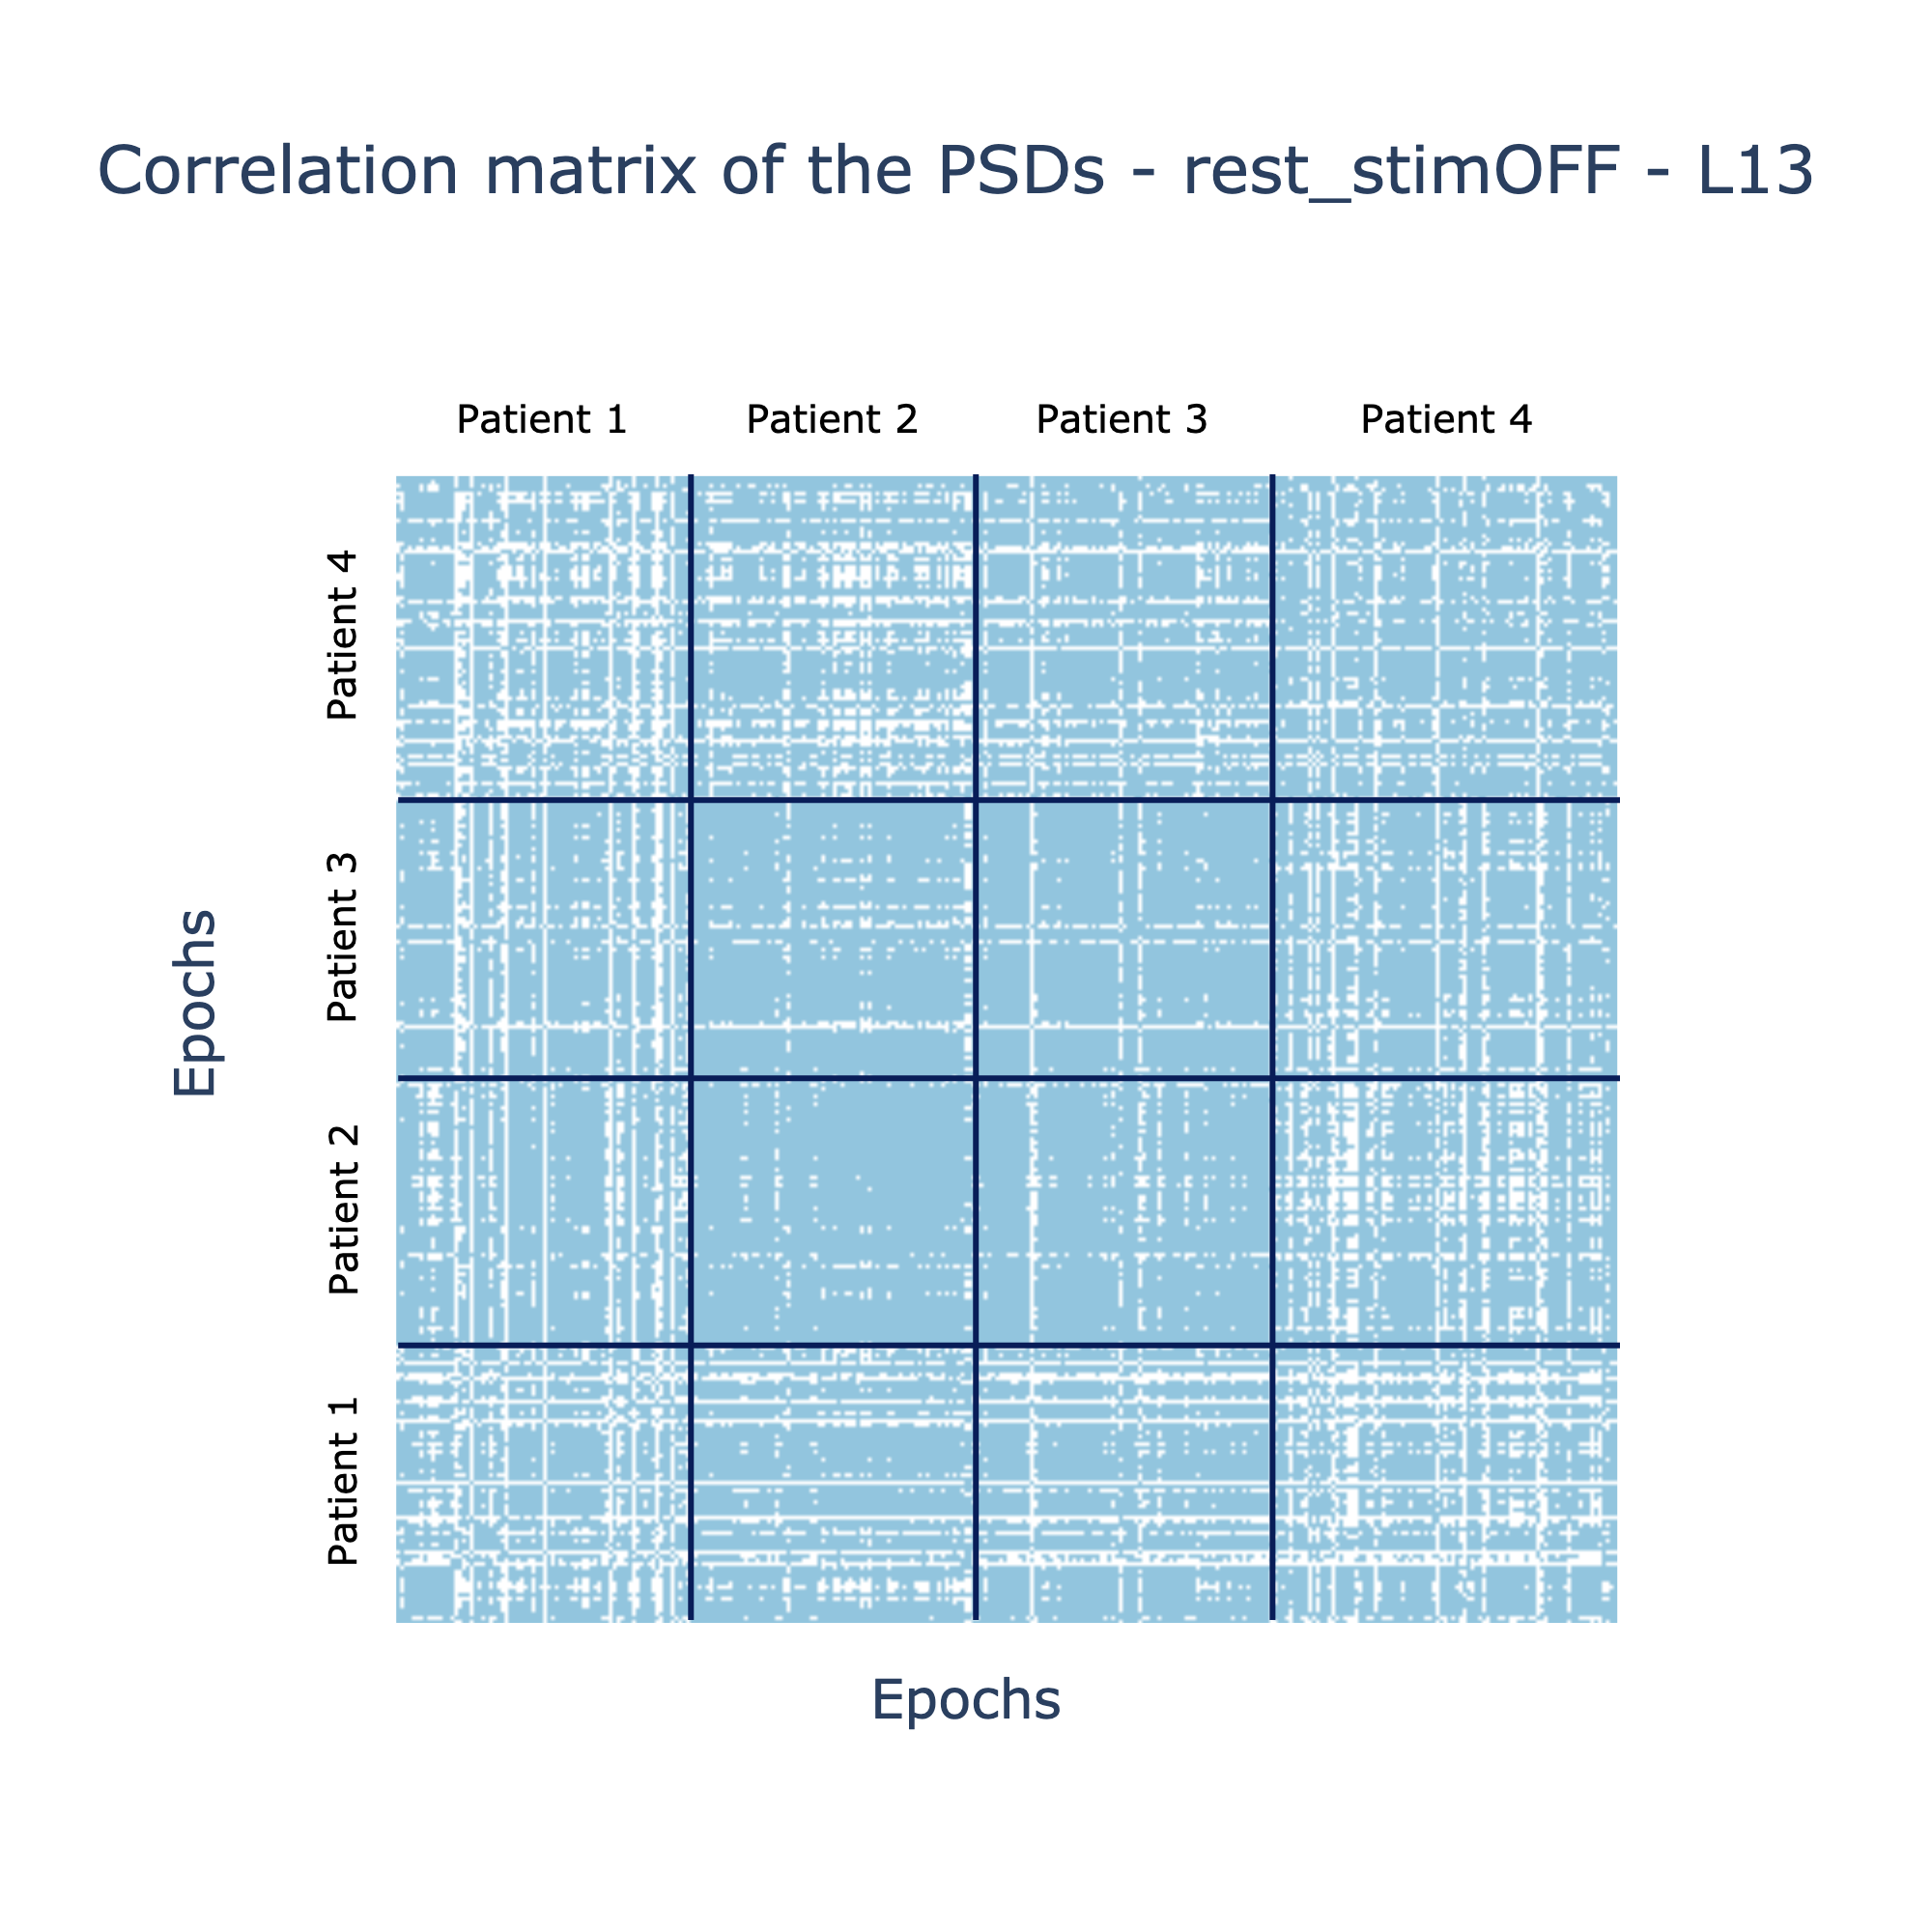 Correlation matrix of the PSDs - rest_stimOFF - L13
Patient 1
Patient 2
Patient 3
Patient 4
Patient 4
Patient 3
Patient 2
Patient 1
Epochs
Epochs